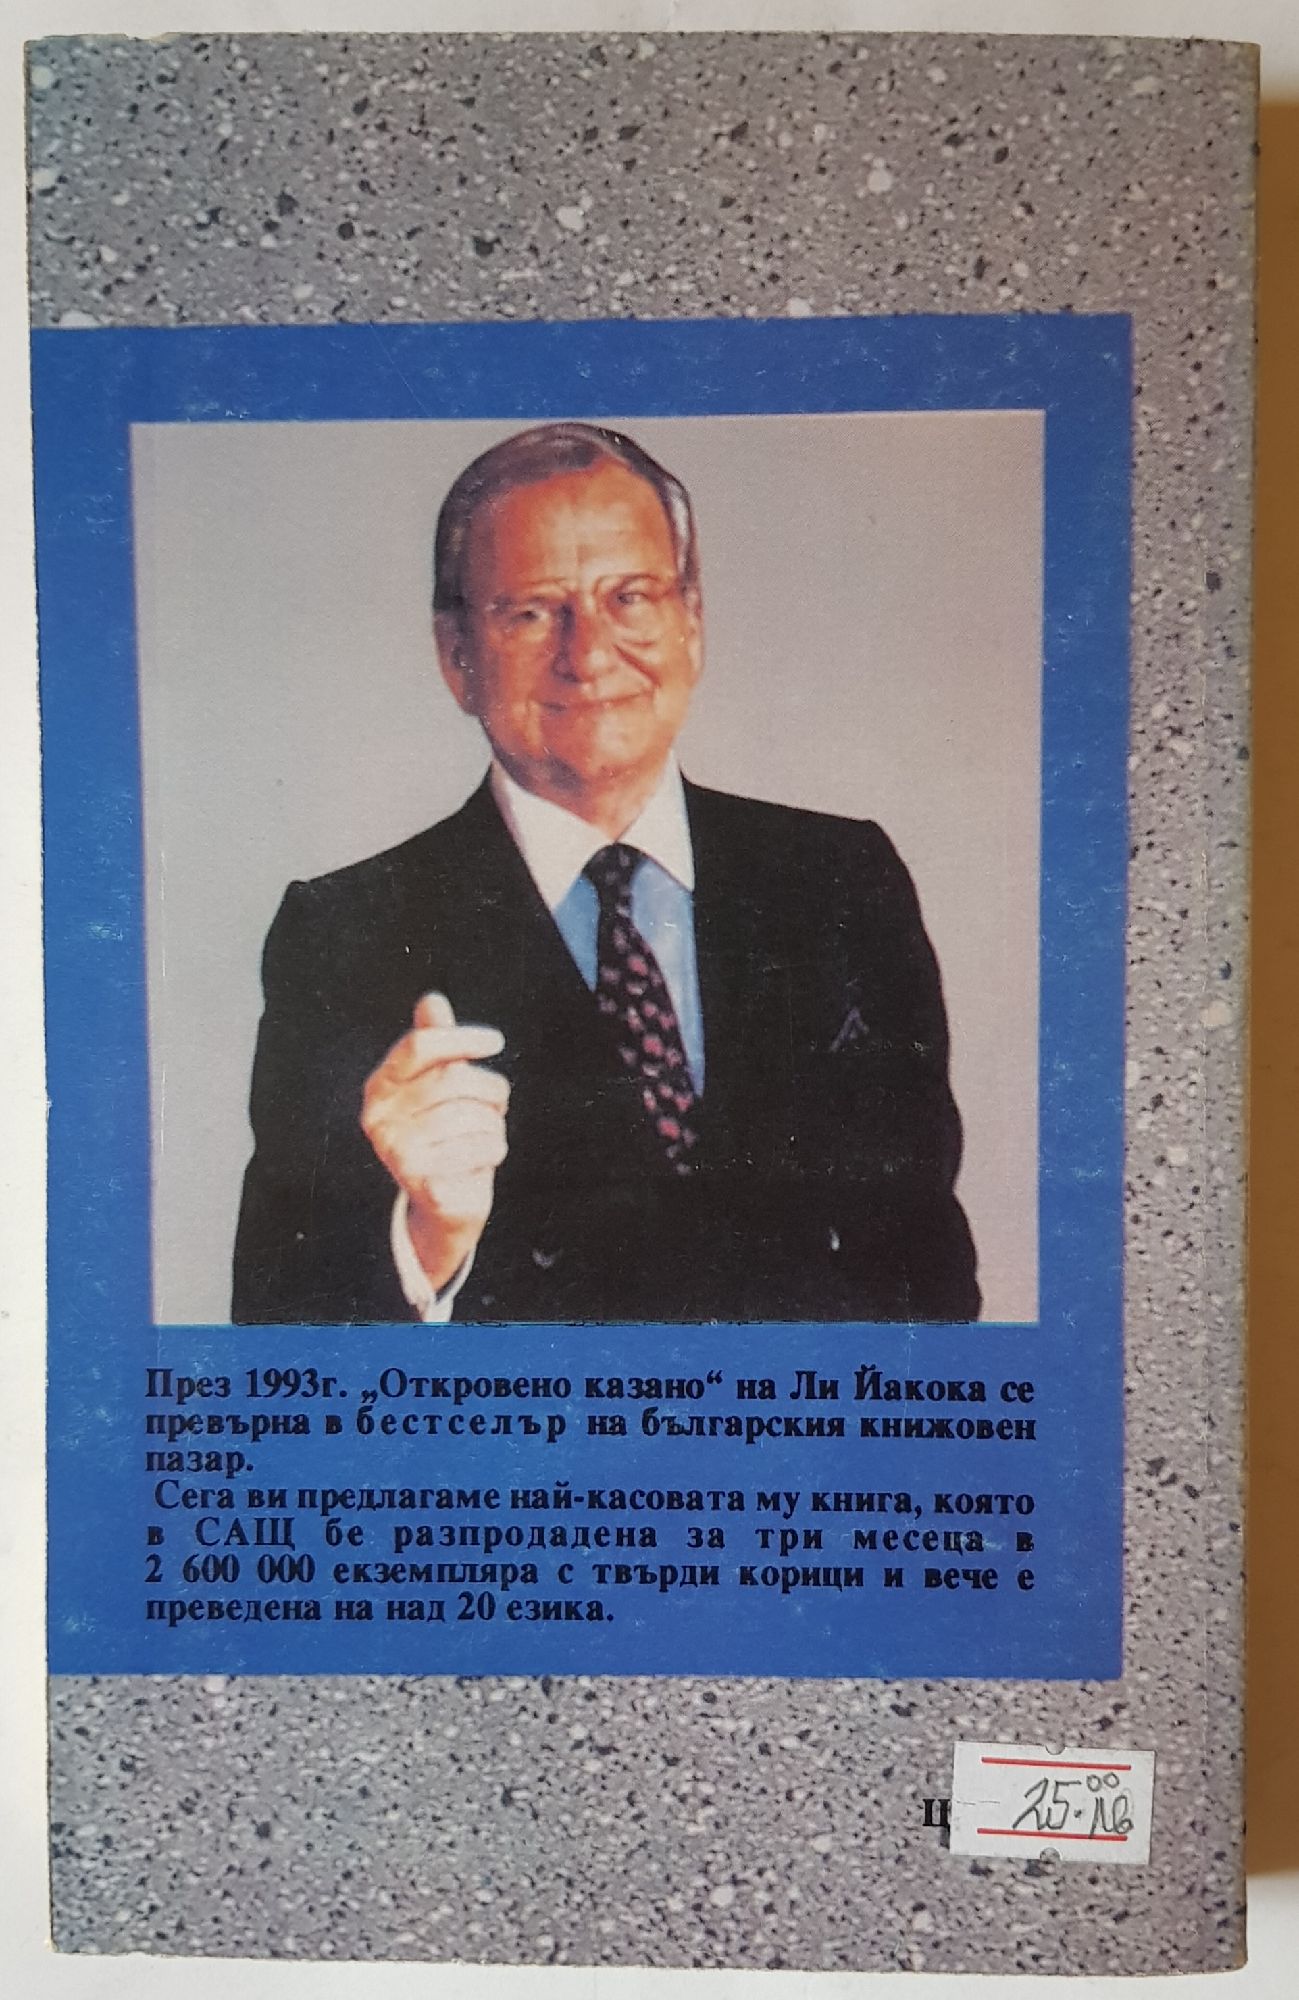 През 1993г. „Откровено казано“ на Ли Йакока се
превърна в бестселър на българския книжовен
пазар.
Сега ви предлагаме най-касовата му книга, която
в САЩ бе разпродадена за три месеца в
2 600 000 екземпляра с твърди корици и вече е
преведена на над 20 езика.
Ц
25.00 лв